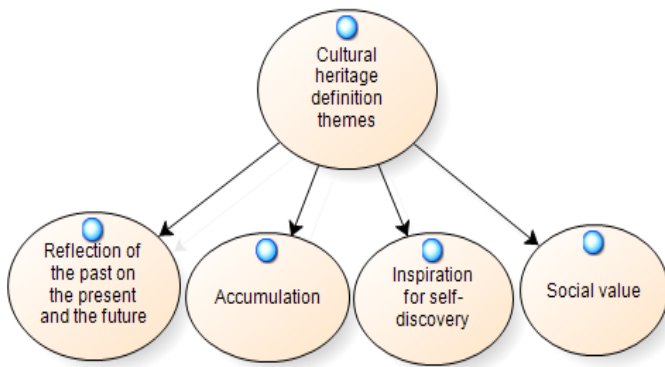 Cultural
heritage
definition
themes
Reflection of
the past on
the present
and the future
Accumulation
Inspiration
for self-
discovery
Social value